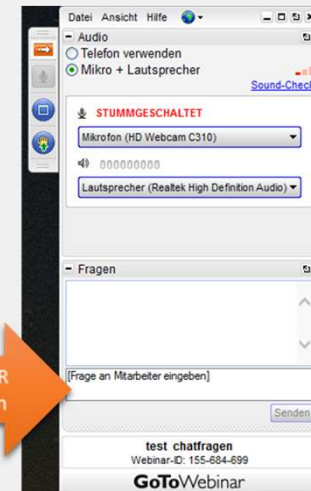 Datei Ansicht Hilfe
Audio
Telefon verwenden
Mikro + Lautsprecher
Sound-Check
STUMMGESCHALTET
Mikrofon (HD Webcam C310)
Lautsprecher (Realtek High Definition Audio)
Fragen
[Frage an Mitarbeiter eingeben]
Senden
test chatfragen
Webinar-ID: 155-684-699
GoToWebinar